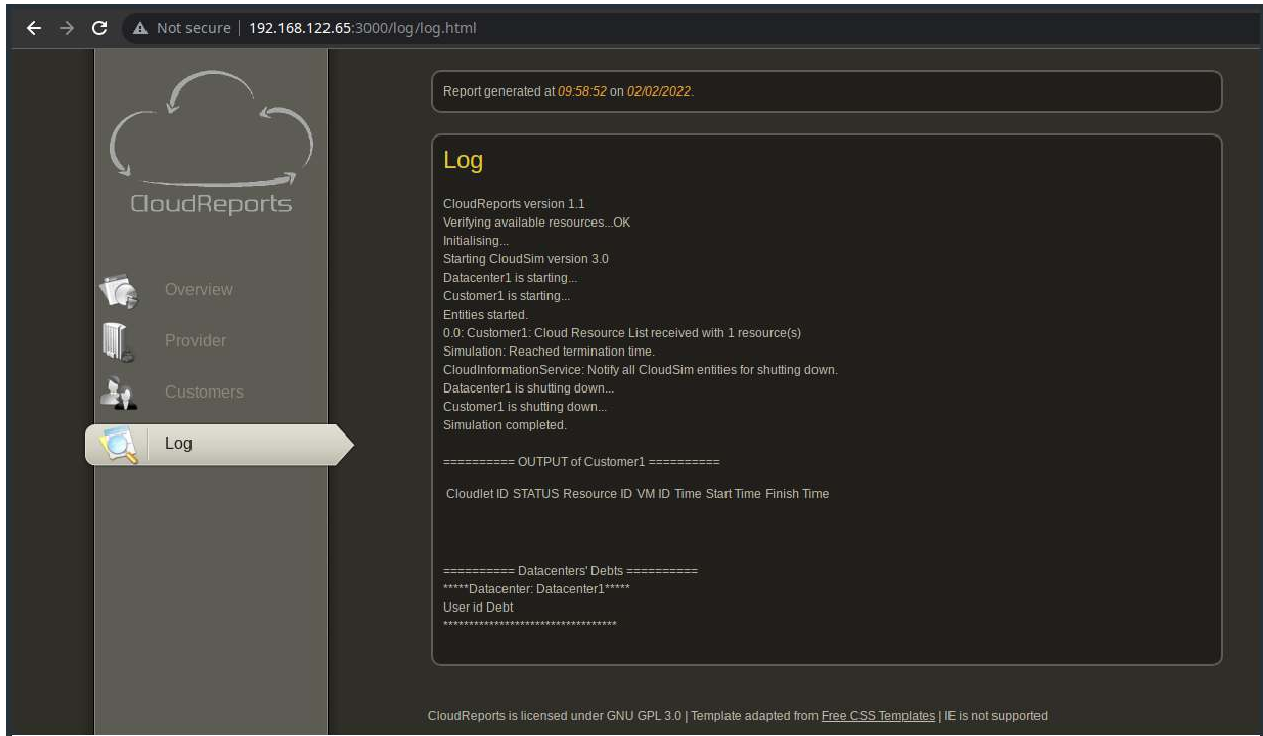 Not secure | 192.168.122.65:3000/log/log.html
CloudReports
Overview
Provider
Customers
Log
Report generated at 09:58:52 on 02/02/2022.
Log
CloudReports version 1.1
Verifying available resources...OK
Initialising...
Starting CloudSim version 3.0
Datacenter1 is starting...
Customer1 is starting...
Entities started.
0.0: Customer1: Cloud Resource List received with 1 resource(s)
Simulation: Reached termination time.
CloudInformationService: Notify all CloudSim entities for shutting down.
Datacenter1 is shutting down...
Customer1 is shutting down...
Simulation completed.
========== OUTPUT of Customer1 ==========
Cloudlet ID STATUS Resource ID VM ID Time Start Time Finish Time
========== Datacenters' Debts ==========
*****Datacenter: Datacenter1*****
User id Debt
**********************************
CloudReports is licensed under GNU GPL 3.0 | Template adapted from Free CSS Templates | IE is not supported